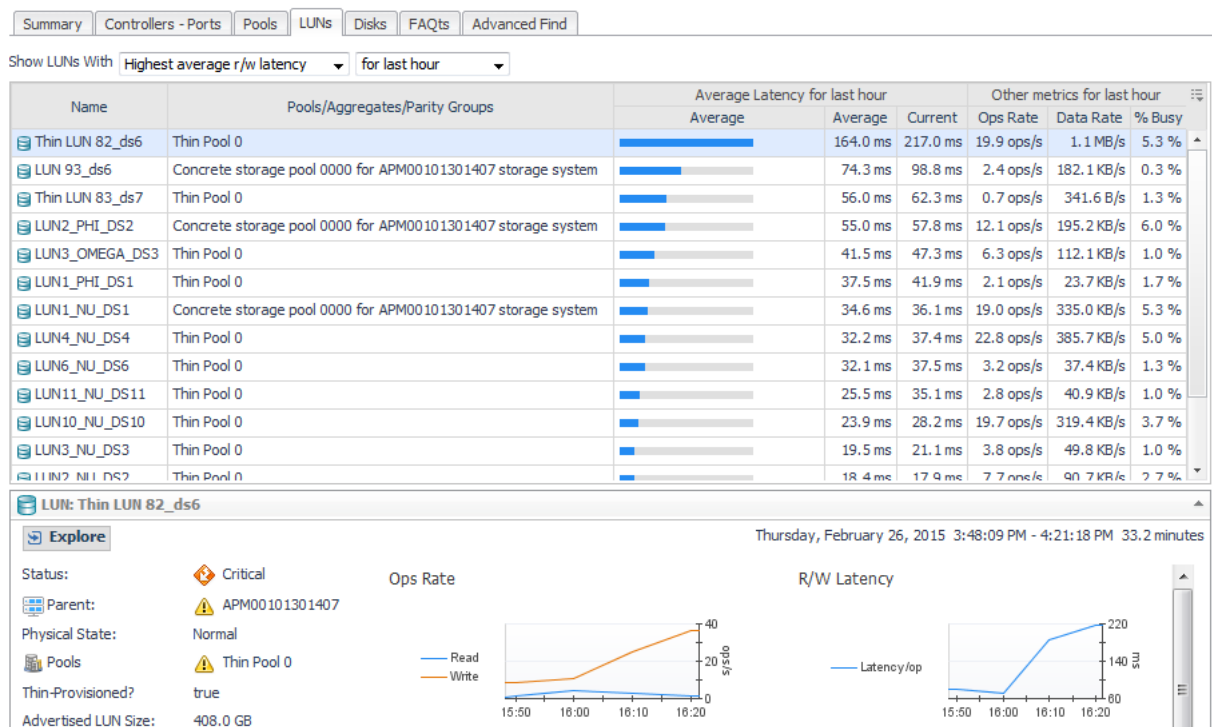 Summary Controllers - Ports Pools LUNs Disks FAQts Advanced Find
Show LUNs With Highest average r/w latency for last hour
Name Pools/Aggregates/Parity Groups Average Latency for last hour Other metrics for last hour
Average Average Current Ops Rate Data Rate % Busy
Thin LUN 82_ds6 Thin Pool 0 164.0 ms 217.0 ms 19.9 ops/s 1.1 MB/s 5.3 %
LUN 93_ds6 Concrete storage pool 0000 for APM00101301407 storage system 74.3 ms 98.8 ms 2.4 ops/s 182.1 KB/s 0.3 %
Thin LUN 83_ds7 Thin Pool 0 56.0 ms 62.3 ms 0.7 ops/s 341.6 B/s 1.3 %
LUN2_PHI_DS2 Concrete storage pool 0000 for APM00101301407 storage system 55.0 ms 57.8 ms 12.1 ops/s 195.2 KB/s 6.0 %
LUN3_OMEGA_DS3 Thin Pool 0 41.5 ms 47.3 ms 6.3 ops/s 112.1 KB/s 1.0 %
LUN1_PHI_DS1 Thin Pool 0 37.5 ms 41.9 ms 2.1 ops/s 23.7 KB/s 1.7 %
LUN1_NU_DS1 Concrete storage pool 0000 for APM00101301407 storage system 34.6 ms 36.1 ms 19.0 ops/s 335.0 KB/s 5.3 %
LUN4_NU_DS4 Thin Pool 0 32.2 ms 37.4 ms 22.8 ops/s 385.7 KB/s 5.0 %
LUN6_NU_DS6 Thin Pool 0 32.1 ms 37.5 ms 3.2 ops/s 37.4 KB/s 1.3 %
LUN11_NU_DS11 Thin Pool 0 25.5 ms 35.1 ms 2.8 ops/s 40.9 KB/s 1.0 %
LUN10_NU_DS10 Thin Pool 0 23.9 ms 28.2 ms 19.7 ops/s 319.4 KB/s 3.7 %
LUN3_NU_DS3 Thin Pool 0 19.5 ms 21.1 ms 3.8 ops/s 49.8 KB/s 1.0 %
LUN2_NU_DS2 Thin Pool 0 18.4 ms 17.9 ms 7.7 ops/s 90.7 KB/s 2.7 %
LUN: Thin LUN 82_ds6
Explore Thursday, February 26, 2015 3:48:09 PM - 4:21:18 PM 33.2 minutes
Status: Critical
Parent: APM00101301407
Physical State: Normal
Pools Thin Pool 0
Thin-Provisioned? true
Advertised LUN Size: 408.0 GB
Ops Rate
Read
Write
40
20
0
ops/s
15:50 16:00 16:10 16:20
R/W Latency
Latency/op
220
140
60
ms
15:50 16:00 16:10 16:20